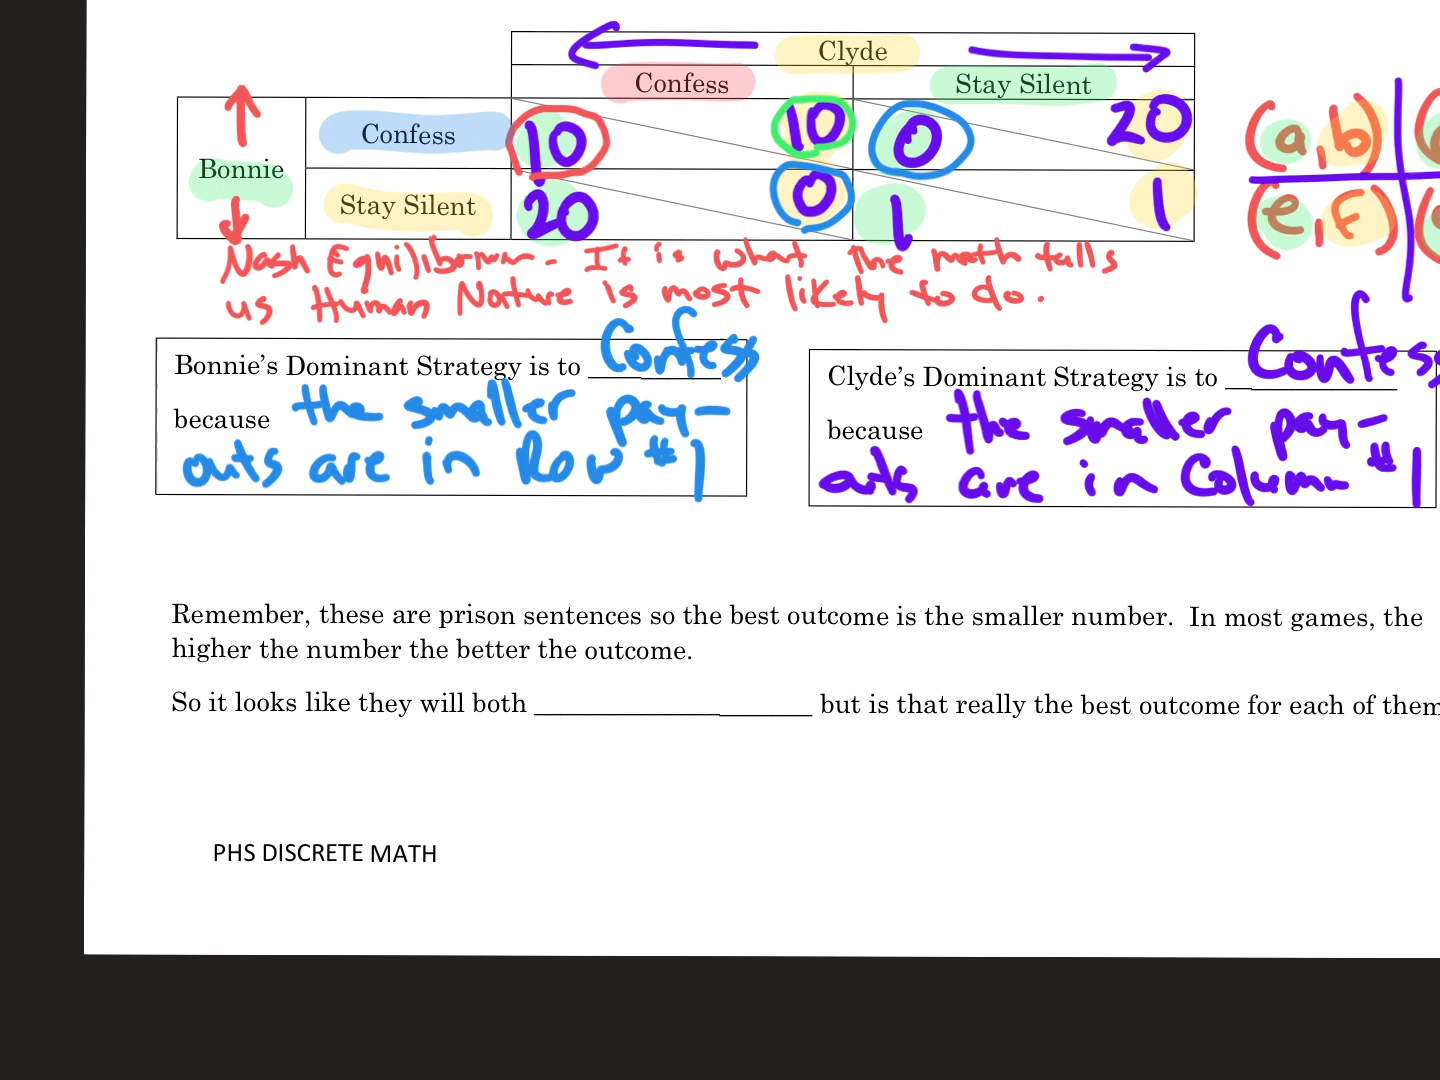 Clyde
Confess Stay Silent
Bonnie
Confess 10 10 0 20
Stay Silent 20 0 1 1
(a,b)
(e,f)
Nash Equilibrium - It is what the math tells
us Human Nature is most likely to do.
Bonnie's Dominant Strategy is to Confess
because the smaller pay-
outs are in Row #1
Clyde's Dominant Strategy is to Confess
because the smaller pay-
outs are in Column #1
Remember, these are prison sentences so the best outcome is the smaller number. In most games, the
higher the number the better the outcome.
So it looks like they will both ____________________ but is that really the best outcome for each of them
PHS DISCRETE MATH